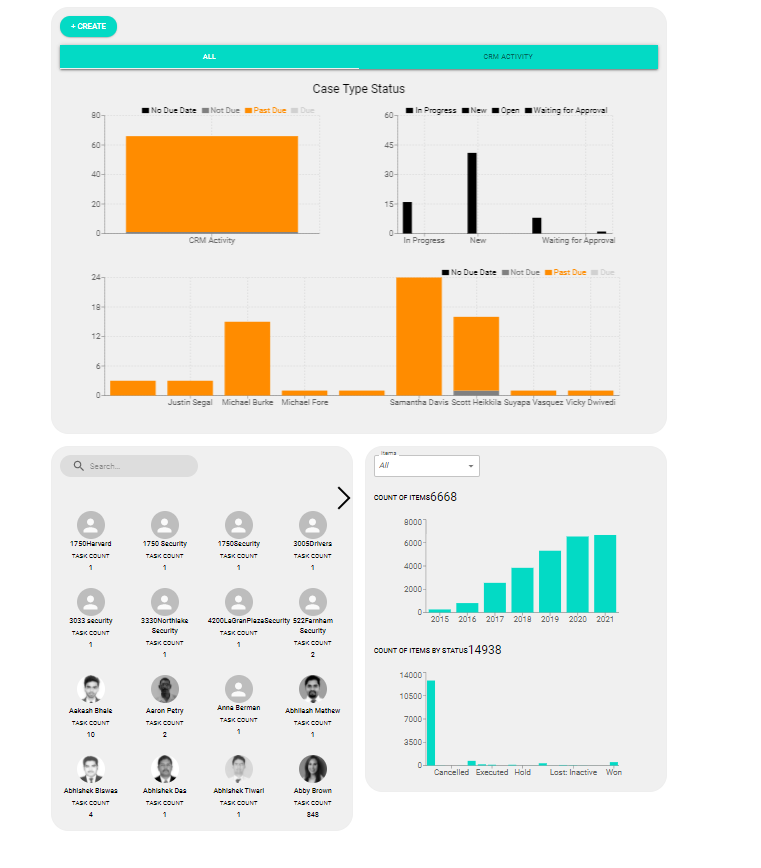 + CREATE
ALL
CRM ACTIVITY
Case Type Status
No Due Date Not Due Past Due Due
80
60
40
20
0
CRM Activity
In Progress New Open Waiting for Approval
60
45
30
15
0
In Progress New Waiting for Approval
No Due Date Not Due Past Due Due
24
18
12
6
0
Justin Segal Michael Burke Michael Fore Samantha Davis Scott Heikkila Suyapa Vasquez Vicky Dwivedi
Search...
1750Harvard
TASK COUNT
1
1750 Security
TASK COUNT
1
1750Security
TASK COUNT
1
3005Drivers
TASK COUNT
1
3033 security
TASK COUNT
1
3330Northlake
Security
TASK COUNT
1
4200LaGranPlazaSecurity
TASK COUNT
1
522Farnham
Security
TASK COUNT
2
Aakash Bhale
TASK COUNT
10
Aaron Petry
TASK COUNT
2
Anna Berman
TASK COUNT
1
Abhilash Mathew
TASK COUNT
1
Abhishek Biswas
TASK COUNT
4
Abhishek Das
TASK COUNT
1
Abhishek Tiwari
TASK COUNT
1
Abby Brown
TASK COUNT
848
Items
All
COUNT OF ITEMS6668
8000
6000
4000
2000
0
2015 2016 2017 2018 2019 2020 2021
COUNT OF ITEMS BY STATUS14938
14000
10500
7000
3500
0
Cancelled Executed Hold Lost: Inactive Won